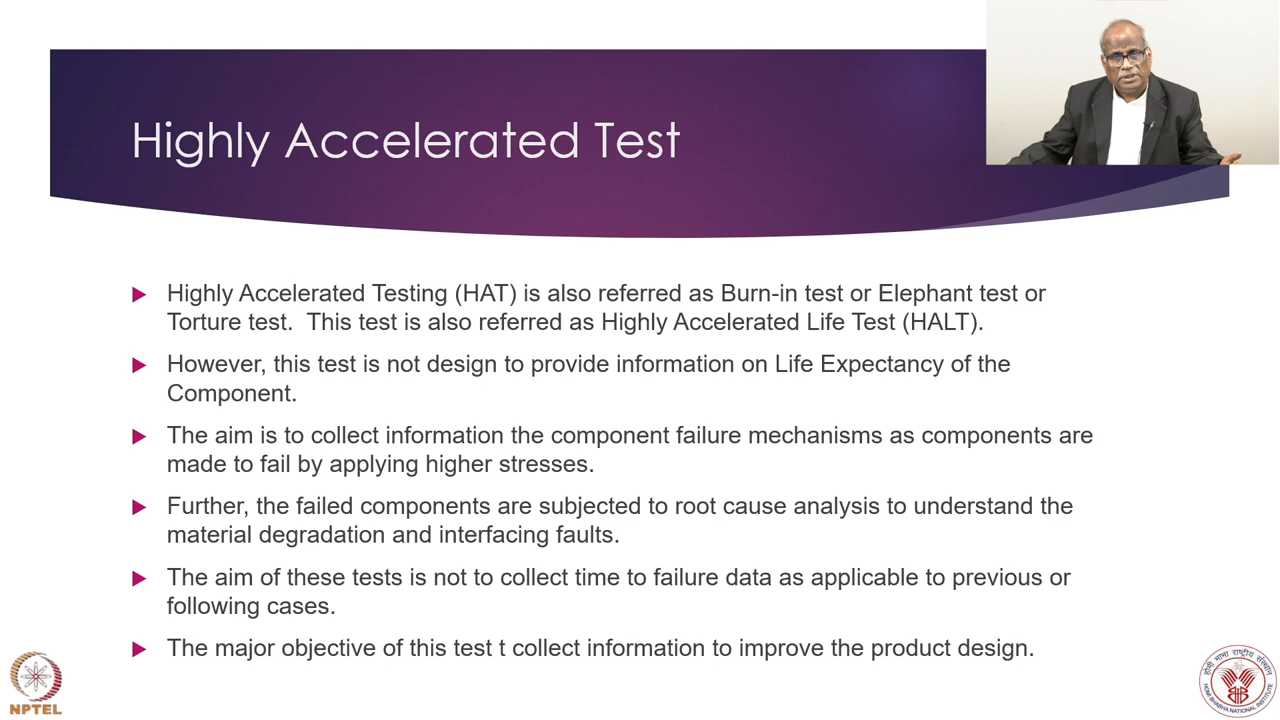 Highly Accelerated Test
Highly Accelerated Testing (HAT) is also referred as Burn-in test or Elephant test or
Torture test.  This test is also referred as Highly Accelerated Life Test (HALT).
However, this test is not design to provide information on Life Expectancy of the
Component.
The aim is to collect information the component failure mechanisms as components are
made to fail by applying higher stresses.
Further, the failed components are subjected to root cause analysis to understand the
material degradation and interfacing faults.
The aim of these tests is not to collect time to failure data as applicable to previous or
following cases.
The major objective of this test t collect information to improve the product design.
NPTEL
होमी भाभा राष्ट्रीय संस्थान
HOMI BHABHA NATIONAL INSTITUTE